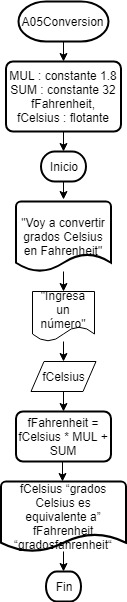 A05Conversion
MUL : constante 1.8
SUM : constante 32
fFahrenheit,
fCelsius : flotante
Inicio
"Voy a convertir
grados Celsius
en Fahrenheit"
"Ingresa
un
número"
fCelsius
fFahrenheit =
fCelsius * MUL +
SUM
fCelsius “grados
Celsius es
equivalente a”
fFahrenheit
“gradosfahrenheit“
Fin